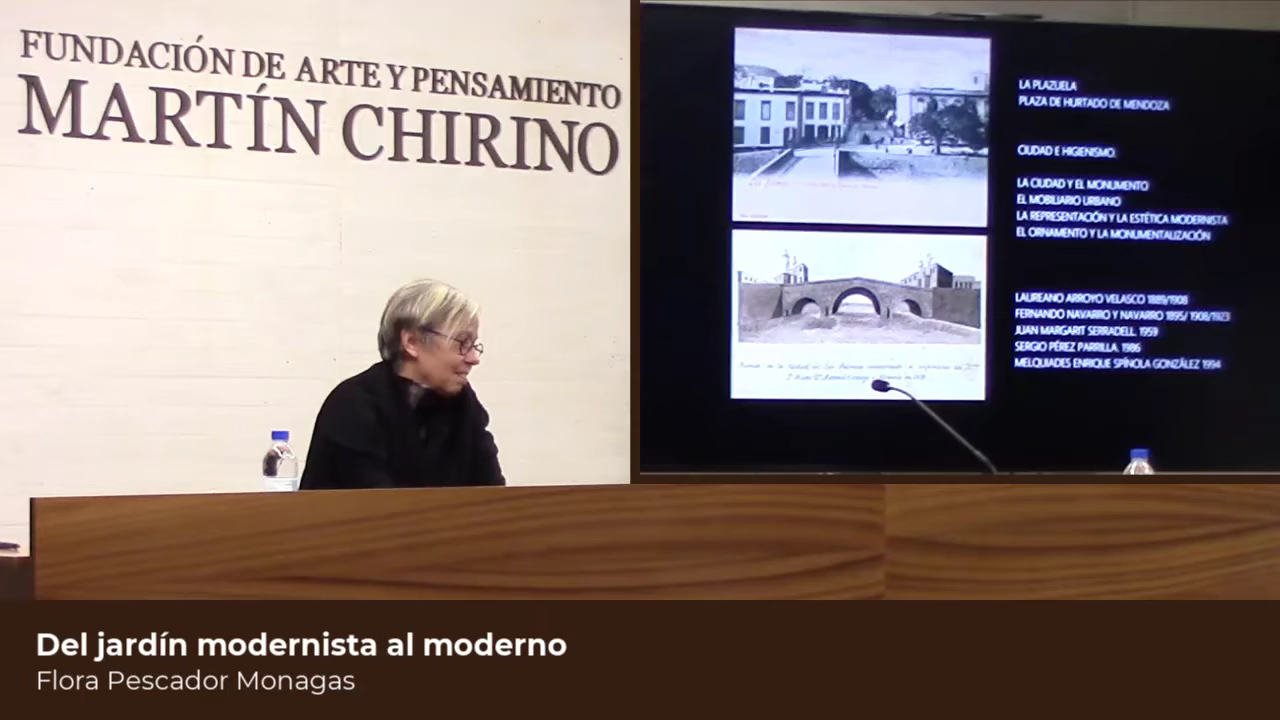 FUNDACIÓN DE ARTE Y PENSAMIENTO
MARTÍN CHIRINO
LA PLAZUELA
PLAZA DE HURTADO DE MENDOZA
CIUDAD E HIGIENISMO
LA CIUDAD Y EL MONUMENTO
EL MOBILIARIO URBANO
LA REPRESENTACIÓN Y LA ESTÉTICA MODERNISTA
EL ORNAMENTO Y LA MONUMENTALIZACIÓN
LAUREANO ARROYO VELASCO 1889/1908
FERNANDO NAVARRO Y NAVARRO 1895/ 1908/1923
JUAN MARGARIT SERRADELL. 1959
SERGIO PÉREZ PARRILLA. 1986
MELQUIADES ENRIQUE SPÍNOLA GONZÁLEZ 1994
Del jardín modernista al moderno
Flora Pescador Monagas